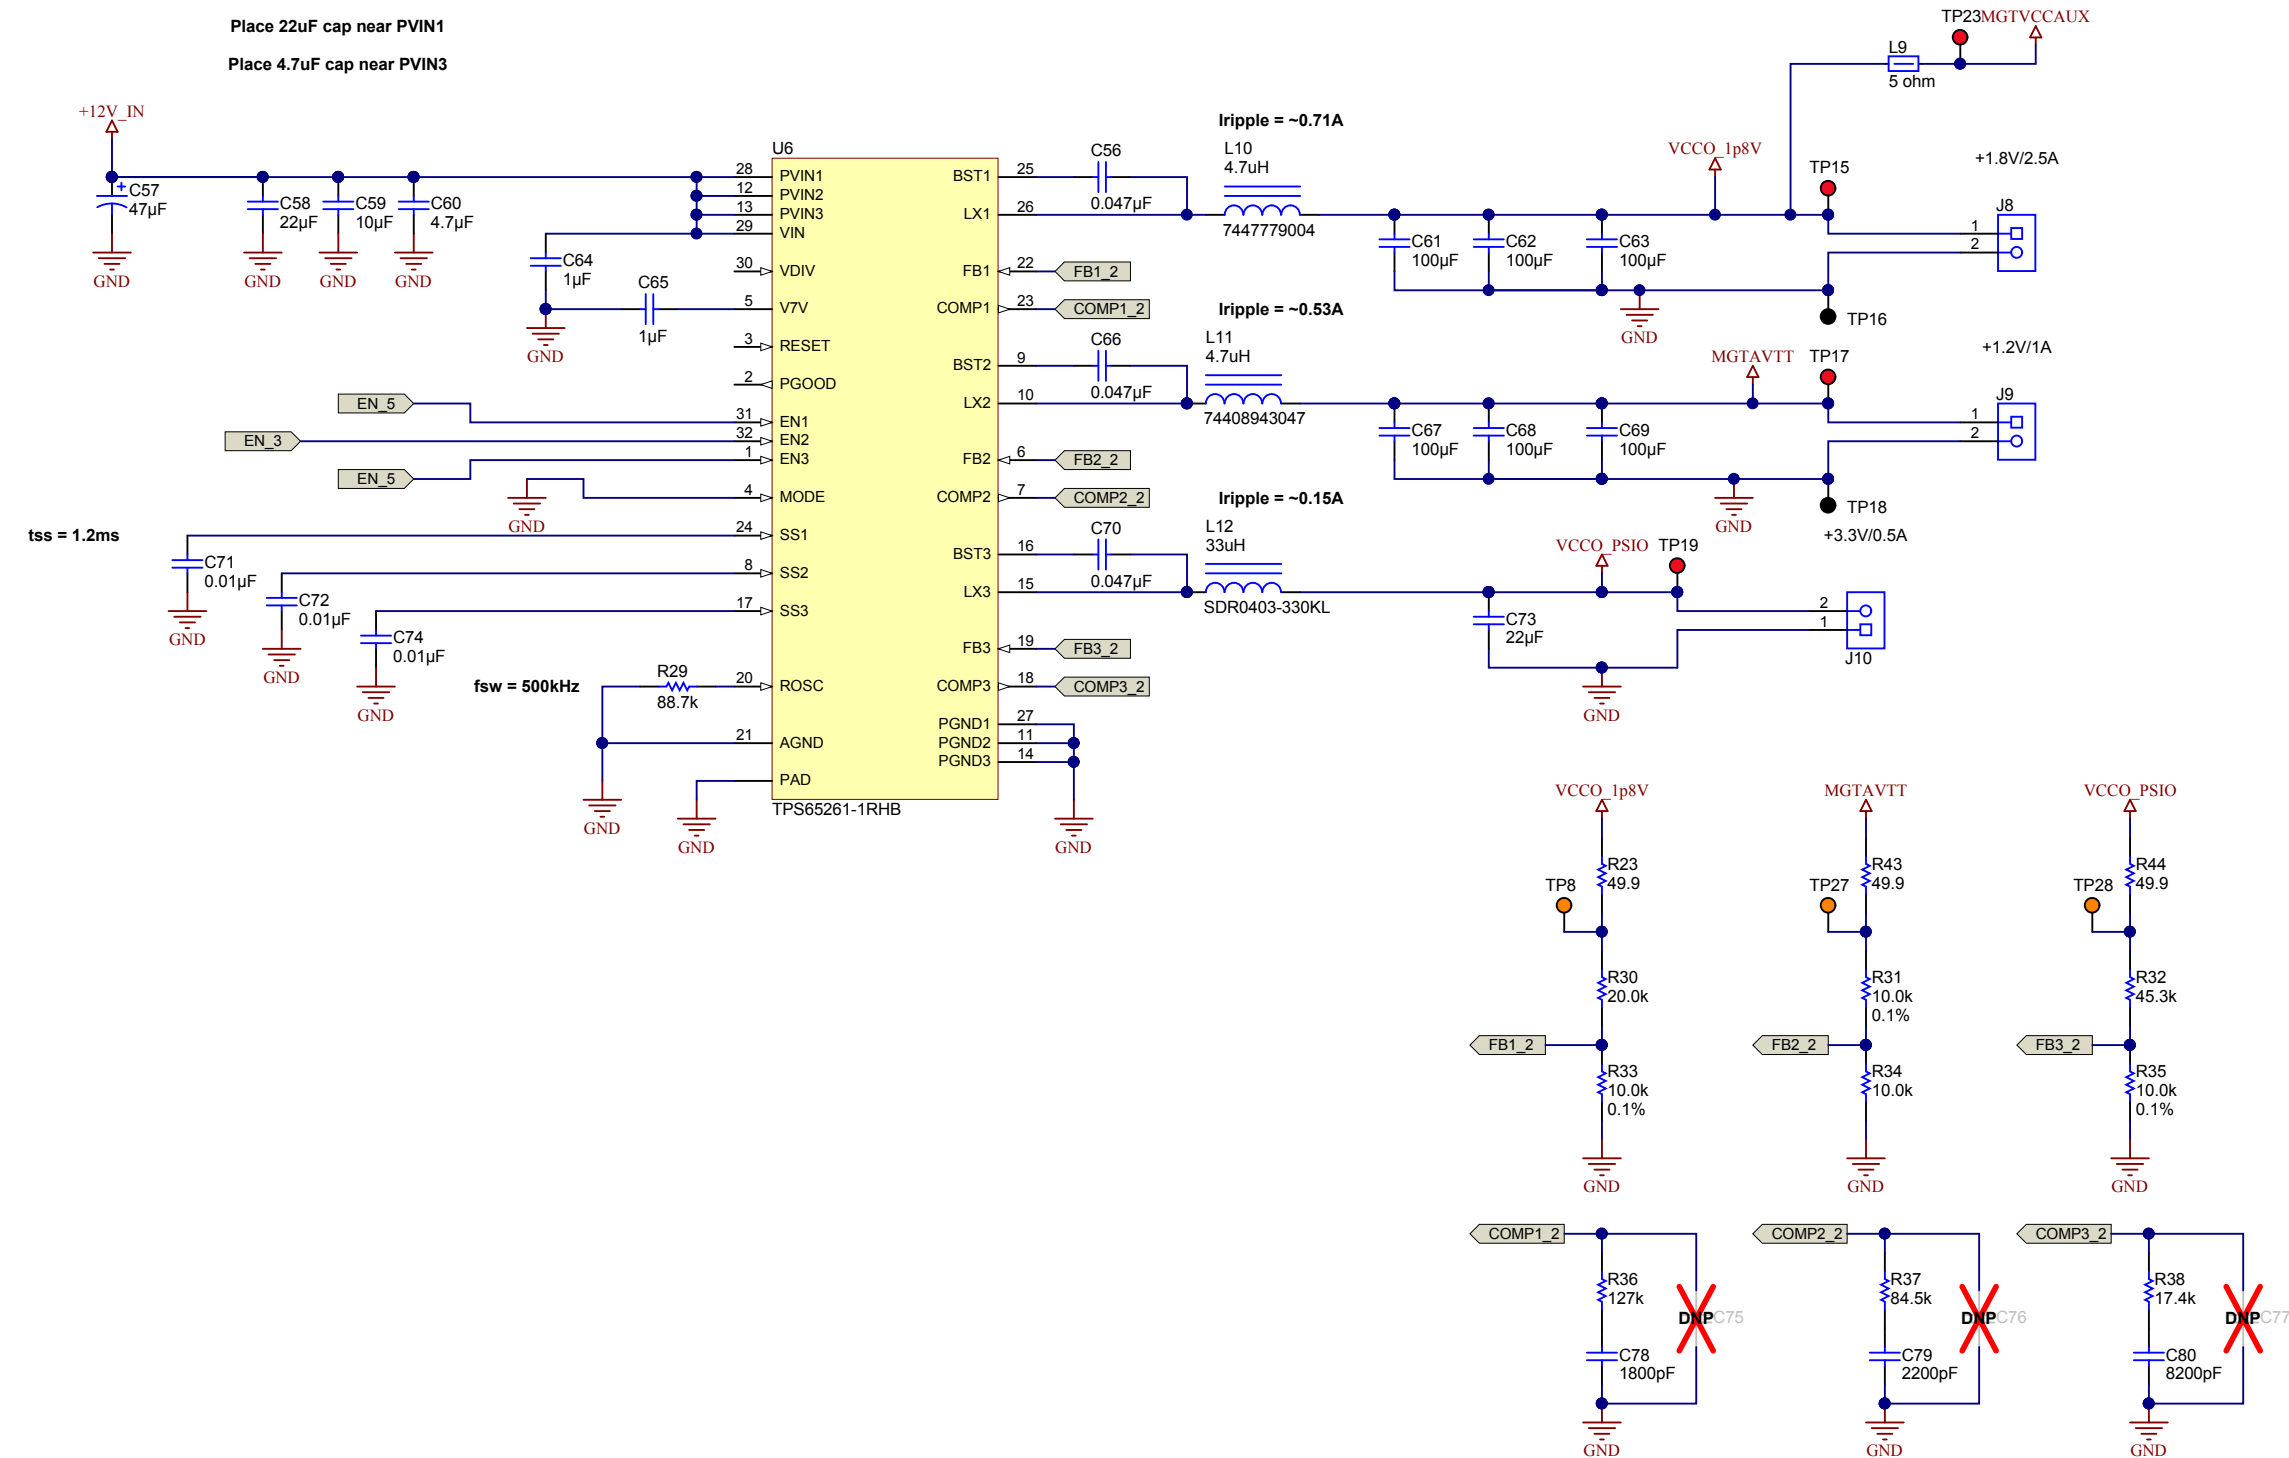 Place 22uF cap near PVIN1
Place 4.7uF cap near PVIN3
+12V_IN
C57
47µF
C58
22µF
C59
10µF
C60
4.7µF
GND
GND
GND
GND
C64
1µF
C65
1µF
GND
EN_5
EN_3
EN_5
GND
tss = 1.2ms
C71
0.01µF
GND
C72
0.01µF
GND
C74
0.01µF
GND
fsw = 500kHz
R29
88.7k
GND
GND
U6
28 PVIN1
12 PVIN2
13 PVIN3
29 VIN
30 VDIV
5 V7V
3 RESET
2 PGOOD
31 EN1
32 EN2
1 EN3
4 MODE
24 SS1
8 SS2
17 SS3
20 ROSC
21 AGND
PAD
BST1 25
LX1 26
FB1 22
COMP1 23
BST2 9
LX2 10
FB2 6
COMP2 7
BST3 16
LX3 15
FB3 19
COMP3 18
PGND1 27
PGND2 11
PGND3 14
TPS65261-1RHB
GND
C56
0.047µF
FB1_2
COMP1_2
C66
0.047µF
FB2_2
COMP2_2
C70
0.047µF
FB3_2
COMP3_2
Iripple = ~0.71A
L10
4.7uH
7447779004
C61
100µF
C62
100µF
C63
100µF
GND
VCCO_1p8V
L9
5 ohm
TP23
MGTVCCAUX
TP15
TP16
+1.8V/2.5A
J8
1
2
Iripple = ~0.53A
L11
4.7uH
74408943047
C67
100µF
C68
100µF
C69
100µF
GND
MGTAVTT
TP17
TP18
+1.2V/1A
J9
1
2
Iripple = ~0.15A
L12
33uH
SDR0403-330KL
C73
22µF
GND
VCCO_PSIO
TP19
+3.3V/0.5A
2
1
J10
VCCO_1p8V
R23
49.9
TP8
R30
20.0k
FB1_2
R33
10.0k
0.1%
GND
MGTAVTT
R43
49.9
TP27
R31
10.0k
0.1%
FB2_2
R34
10.0k
GND
VCCO_PSIO
R44
49.9
TP28
R32
45.3k
FB3_2
R35
10.0k
0.1%
GND
COMP1_2
R36
127k
DNP C75
C78
1800pF
GND
COMP2_2
R37
84.5k
DNP C76
C79
2200pF
GND
COMP3_2
R38
17.4k
DNP C77
C80
8200pF
GND